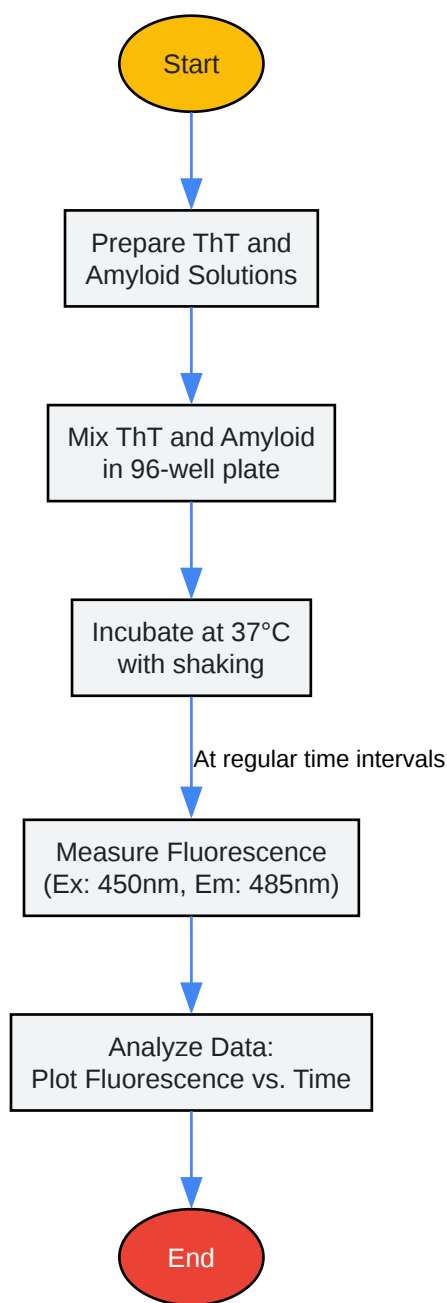 Start
Prepare ThT and
Amyloid Solutions
Mix ThT and Amyloid
in 96-well plate
Incubate at 37°C
with shaking
At regular time intervals
Measure Fluorescence
(Ex: 450nm, Em: 485nm)
Analyze Data:
Plot Fluorescence vs. Time
End